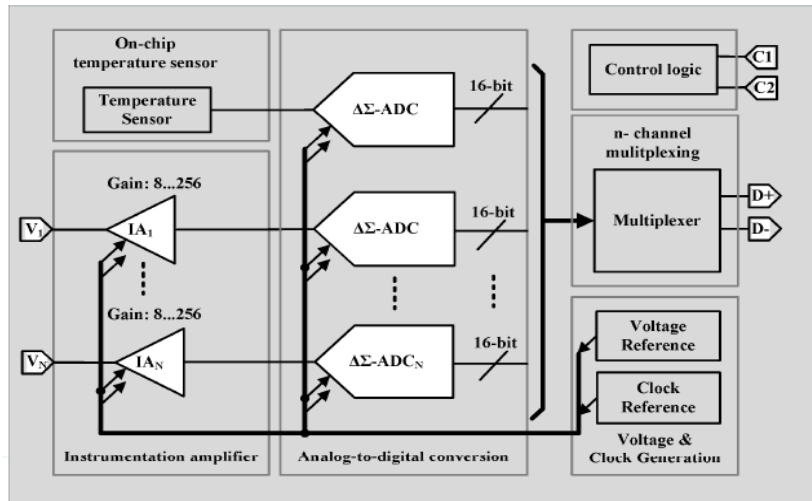 On-chip
temperature sensor
Temperature
Sensor
ΔΣ-ADC
16-bit
Control logic
C1
C2
n- channel
mulitplexing
Multiplexer
D+
D-
Gain: 8...256
V1
IA1
ΔΣ-ADC
16-bit
Gain: 8...256
VN
IAN
ΔΣ-ADCN
16-bit
Voltage
Reference
Clock
Reference
Instrumentation amplifier
Analog-to-digital conversion
Voltage &
Clock Generation